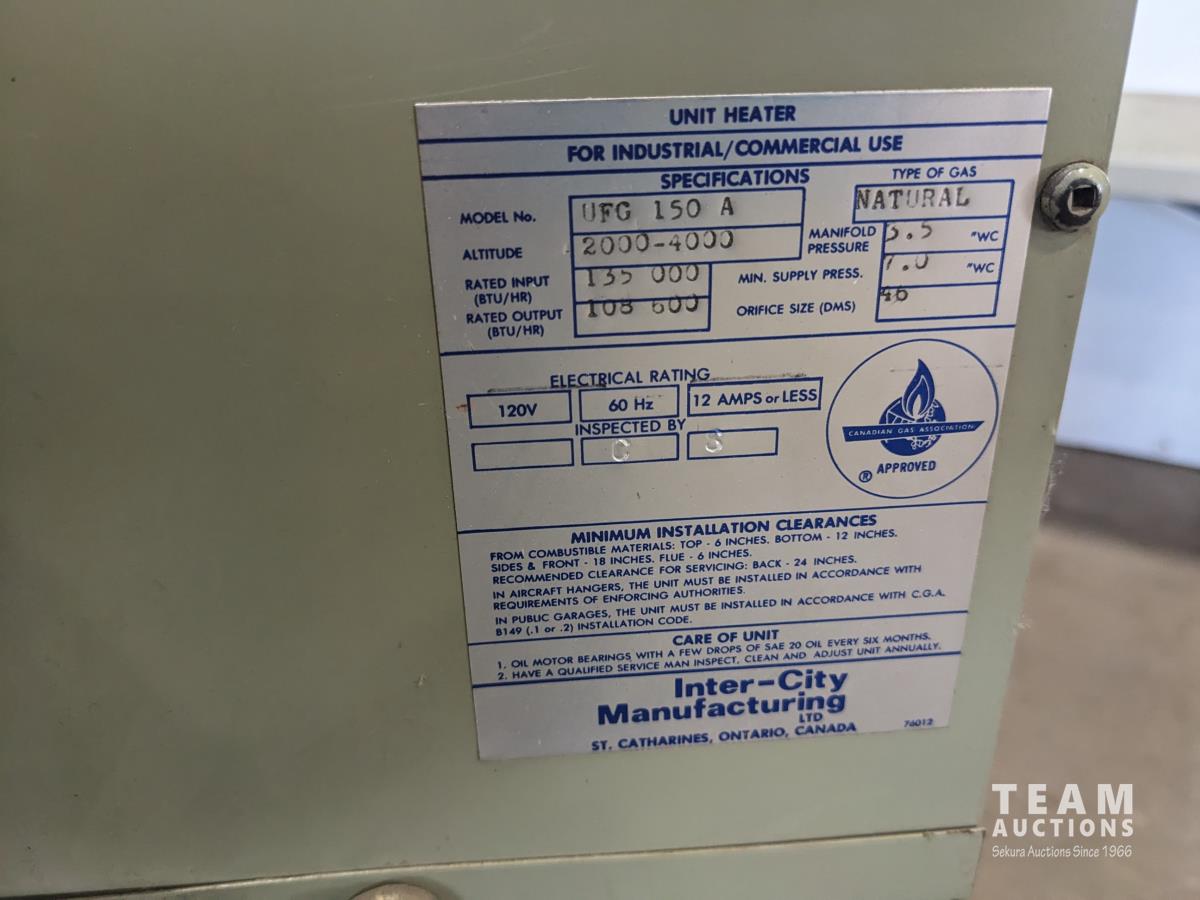 UNIT HEATER
FOR INDUSTRIAL/COMMERCIAL USE
SPECIFICATIONS
TYPE OF GAS
MODEL No. UFG 150 A
NATURAL
ALTITUDE 2000-4000
MANIFOLD PRESSURE 3.5 "WC
RATED INPUT (BTU/HR) 135 000
MIN. SUPPLY PRESS. 7.0 "WC
RATED OUTPUT (BTU/HR) 108 600
ORIFICE SIZE (DMS) 46
ELECTRICAL RATING
120V 60 Hz 12 AMPS or LESS
INSPECTED BY
C
CANADIAN GAS ASSOCIATION
® APPROVED
MINIMUM INSTALLATION CLEARANCES
FROM COMBUSTIBLE MATERIALS: TOP - 6 INCHES. BOTTOM - 12 INCHES.
SIDES & FRONT - 18 INCHES. FLUE - 6 INCHES.
RECOMMENDED CLEARANCE FOR SERVICING: BACK - 24 INCHES.
IN AIRCRAFT HANGERS, THE UNIT MUST BE INSTALLED IN ACCORDANCE WITH
REQUIREMENTS OF ENFORCING AUTHORITIES.
IN PUBLIC GARAGES, THE UNIT MUST BE INSTALLED IN ACCORDANCE WITH C.G.A.
B149 (.1 or .2) INSTALLATION CODE.
CARE OF UNIT
1. OIL MOTOR BEARINGS WITH A FEW DROPS OF SAE 20 OIL EVERY SIX MONTHS.
2. HAVE A QUALIFIED SERVICE MAN INSPECT, CLEAN AND ADJUST UNIT ANNUALLY.
Inter-City
Manufacturing
LTD
ST. CATHARINES, ONTARIO, CANADA
76012
TEAM
AUCTIONS
Sekura Auctions Since 1966